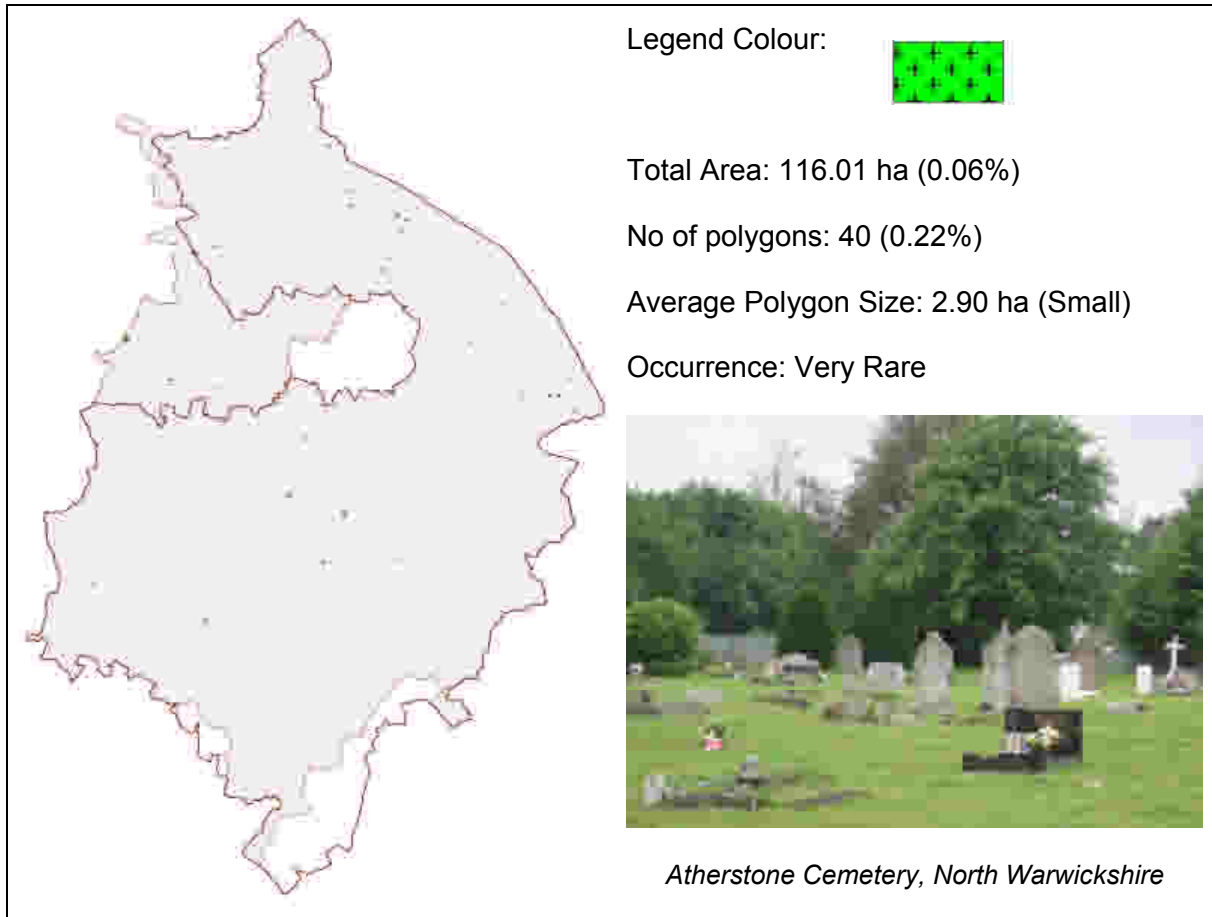 Legend Colour:
Total Area: 116.01 ha (0.06%)
No of polygons: 40 (0.22%)
Average Polygon Size: 2.90 ha (Small)
Occurrence: Very Rare
Atherstone Cemetery, North Warwickshire